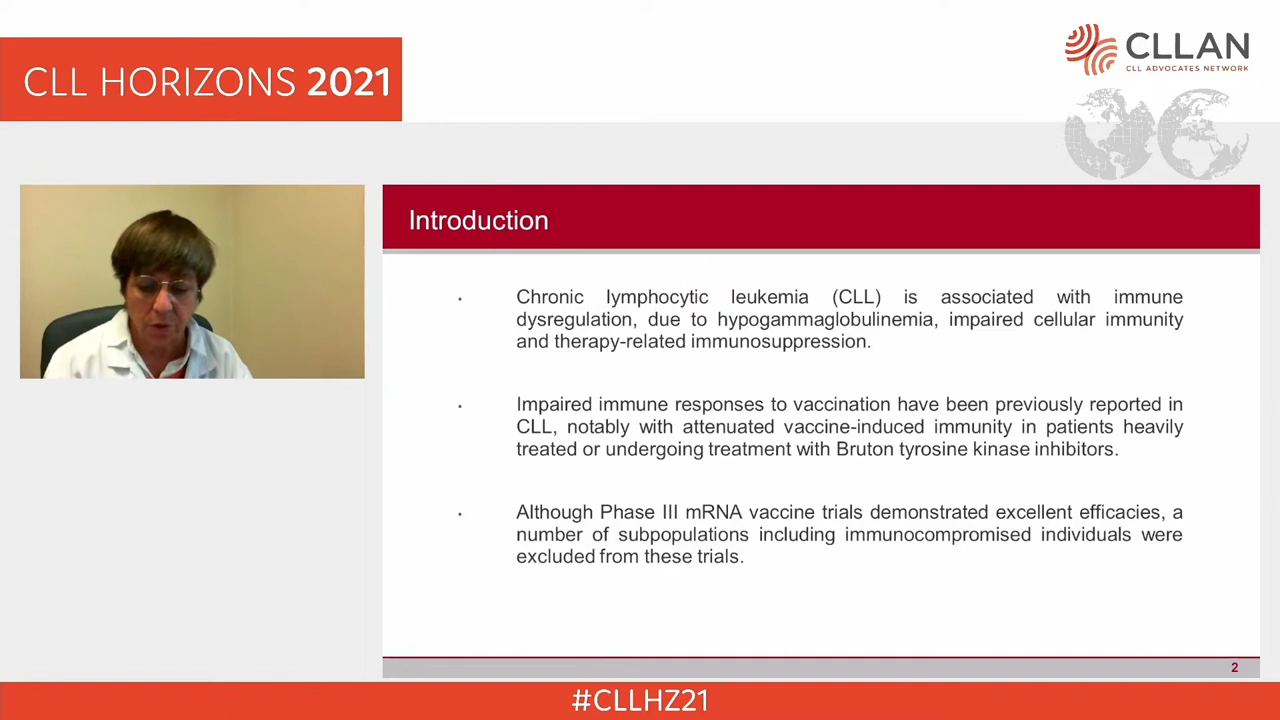 CLL HORIZONS 2021
CLLAN
CLL ADVOCATES NETWORK
Introduction
• Chronic lymphocytic leukemia (CLL) is associated with immune
dysregulation, due to hypogammaglobulinemia, impaired cellular immunity
and therapy-related immunosuppression.
• Impaired immune responses to vaccination have been previously reported in
CLL, notably with attenuated vaccine-induced immunity in patients heavily
treated or undergoing treatment with Bruton tyrosine kinase inhibitors.
• Although Phase III mRNA vaccine trials demonstrated excellent efficacies, a
number of subpopulations including immunocompromised individuals were
excluded from these trials.
2
#CLLHZ21